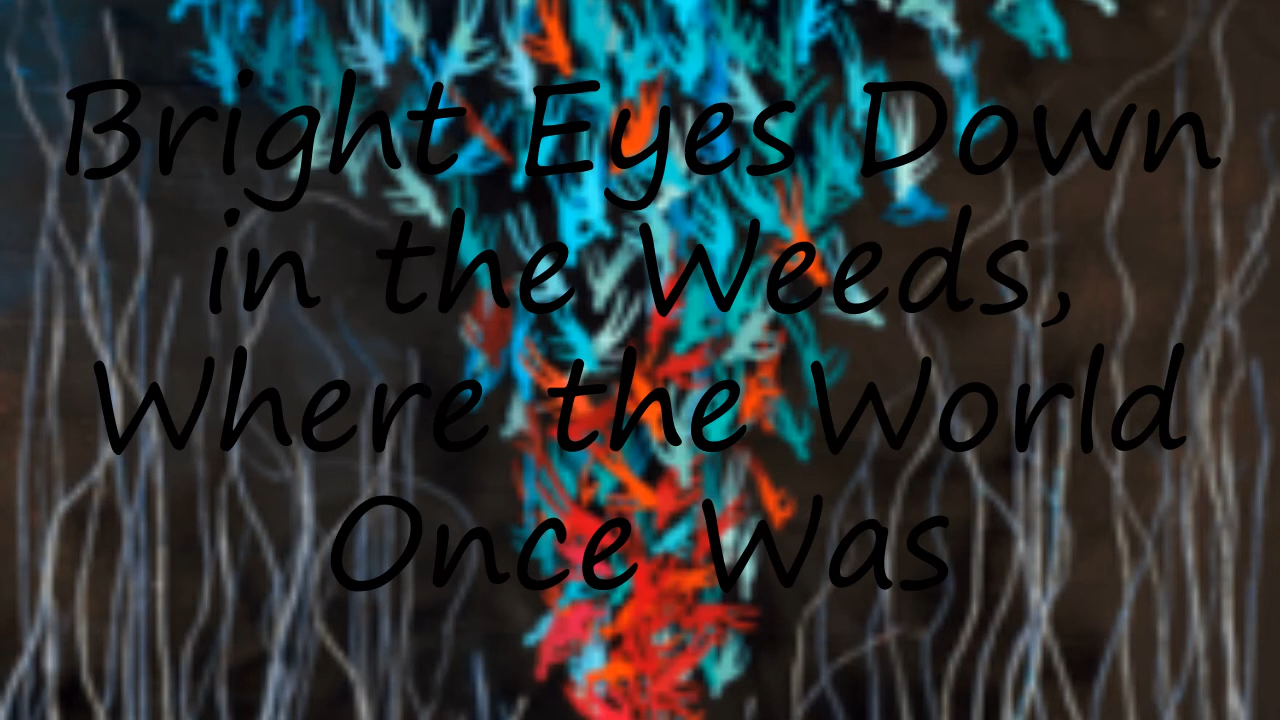 Bright Eyes Down
in the Weeds,
Where the World
Once Was